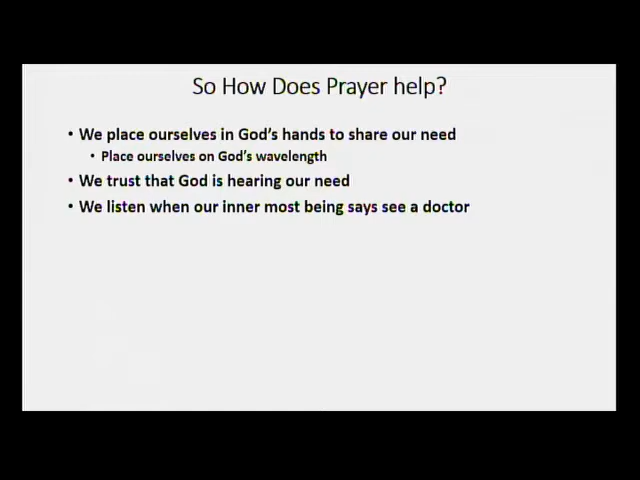 So How Does Prayer help?
• We place ourselves in God's hands to share our need
• Place ourselves on God's wavelength
• We trust that God is hearing our need
• We listen when our inner most being says see a doctor